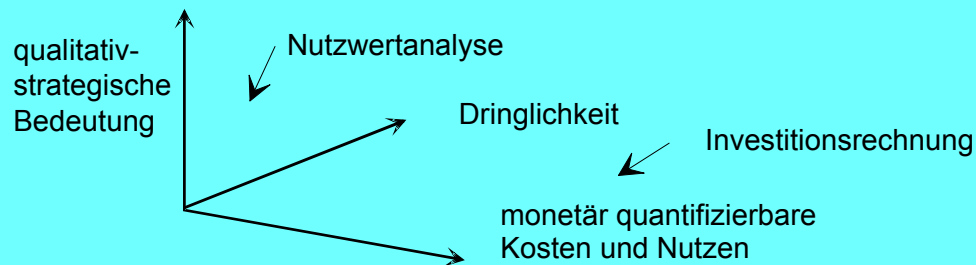 qualitativ-
strategische
Bedeutung
Nutzwertanalyse
Dringlichkeit
Investitionsrechnung
monetär quantifizierbare
Kosten und Nutzen